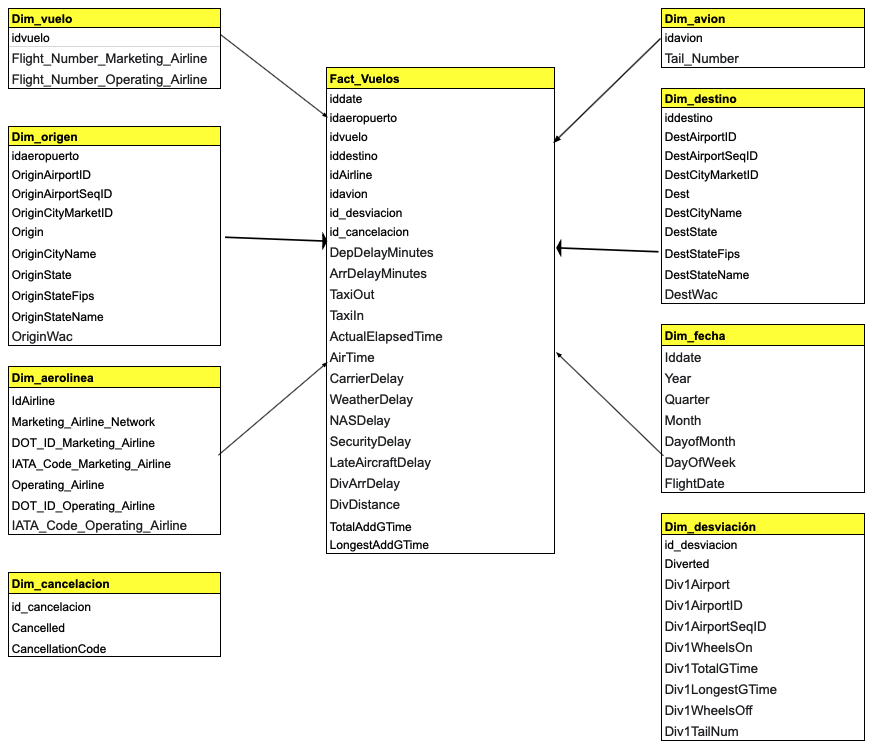 Dim_vuelo
idvuelo
Flight_Number_Marketing_Airline
Flight_Number_Operating_Airline
Dim_origen
idaeropuerto
OriginAirportID
OriginAirportSeqID
OriginCityMarketID
Origin
OriginCityName
OriginState
OriginStateFips
OriginStateName
OriginWac
Dim_aerolinea
IdAirline
Marketing_Airline_Network
DOT_ID_Marketing_Airline
IATA_Code_Marketing_Airline
Operating_Airline
DOT_ID_Operating_Airline
IATA_Code_Operating_Airline
Dim_cancelacion
id_cancelacion
Cancelled
CancellationCode
Fact_Vuelos
iddate
idaeropuerto
idvuelo
iddestino
idAirline
idavion
id_desviacion
id_cancelacion
DepDelayMinutes
ArrDelayMinutes
TaxiOut
TaxiIn
ActualElapsedTime
AirTime
CarrierDelay
WeatherDelay
NASDelay
SecurityDelay
LateAircraftDelay
DivArrDelay
DivDistance
TotalAddGTime
LongestAddGTime
Dim_avion
idavion
Tail_Number
Dim_destino
iddestino
DestAirportID
DestAirportSeqID
DestCityMarketID
Dest
DestCityName
DestState
DestStateFips
DestStateName
DestWac
Dim_fecha
Iddate
Year
Quarter
Month
DayofMonth
DayOfWeek
FlightDate
Dim_desviación
id_desviacion
Diverted
Div1Airport
Div1AirportID
Div1AirportSeqID
Div1WheelsOn
Div1TotalGTime
Div1LongestGTime
Div1WheelsOff
Div1TailNum